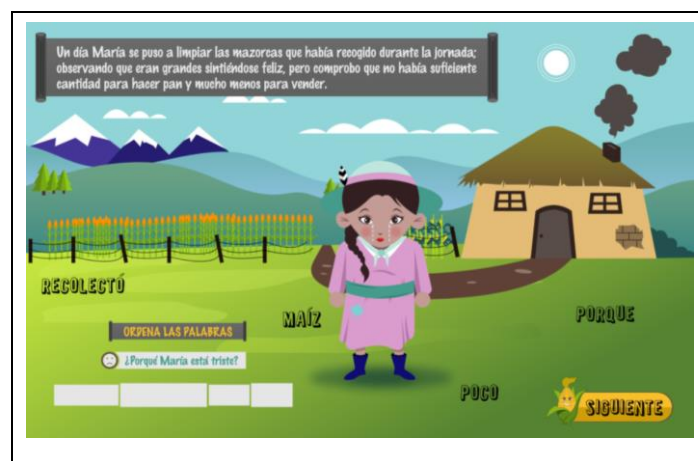 Un día María se puso a limpiar las mazorcas que había recogido durante la jornada;
observando que eran grandes sintiéndose feliz, pero comprobo que no había suficiente
cantidad para hacer pan y mucho menos para vender.
RECOLECTÓ
MAÍZ
PORQUE
ORDENA LAS PALABRAS
¿Porqué María está triste?
POCO
SIGUIENTE